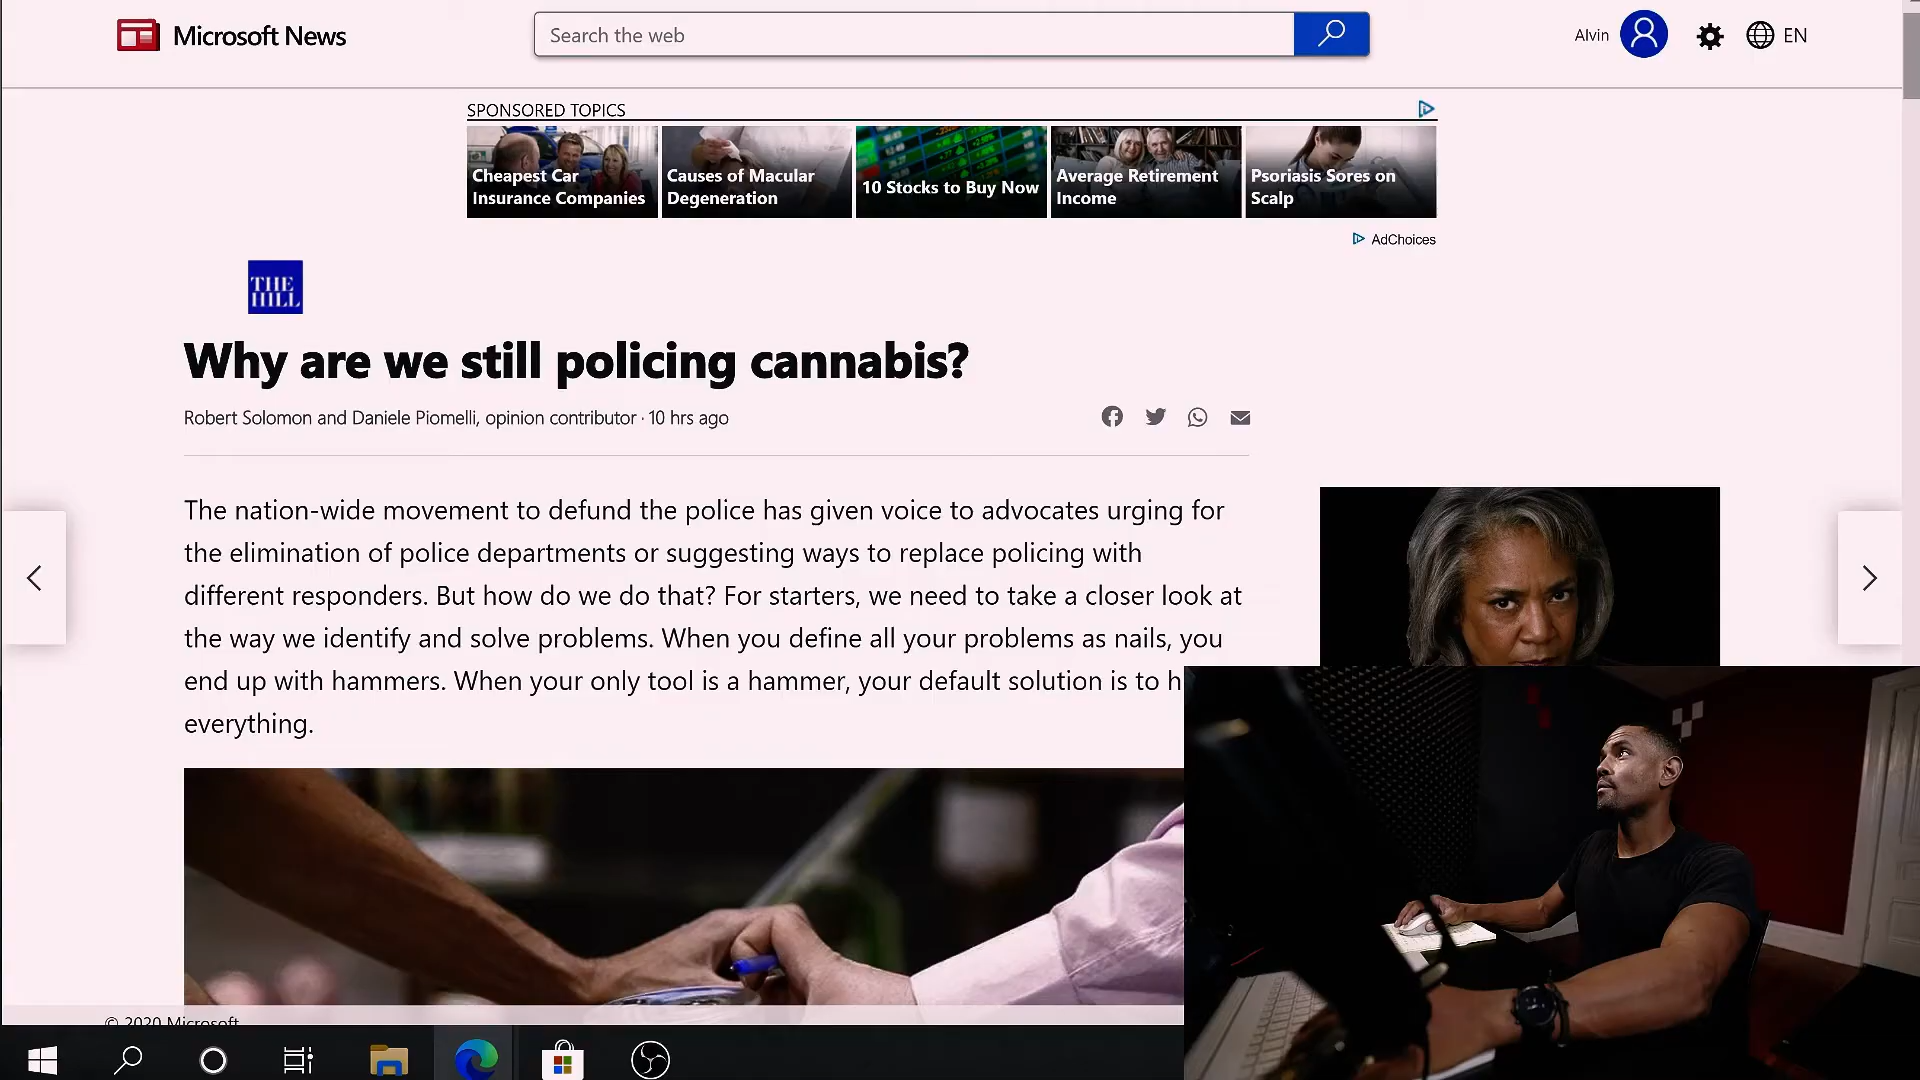 Microsoft News
Search the web
Alvin
EN
SPONSORED TOPICS
Cheapest Car
Insurance Companies
Causes of Macular
Degeneration
10 Stocks to Buy Now
Average Retirement
Income
Psoriasis Sores on
Scalp
AdChoices
THE
HILL
Why are we still policing cannabis?
Robert Solomon and Daniele Piomelli, opinion contributor · 10 hrs ago
The nation-wide movement to defund the police has given voice to advocates urging for
the elimination of police departments or suggesting ways to replace policing with
different responders. But how do we do that? For starters, we need to take a closer look at
the way we identify and solve problems. When you define all your problems as nails, you
end up with hammers. When your only tool is a hammer, your default solution is to h
everything.
© 2020 Microsoft